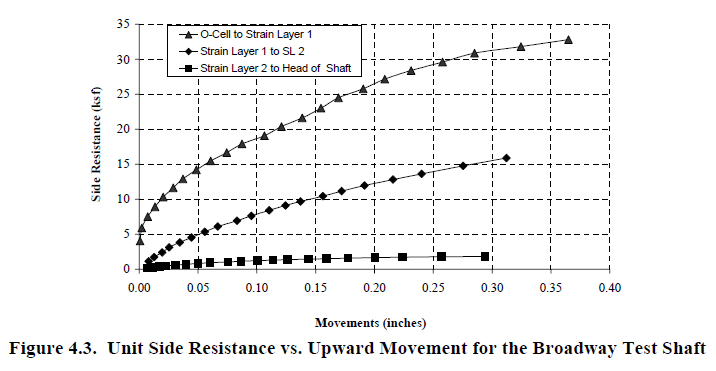 35
30
25
20
15
10
5
0
Side Resistance (ksf)
O-Cell to Strain Layer 1
Strain Layer 1 to SL 2
Strain Layer 2 to Head of Shaft
0.00 0.05 0.10 0.15 0.20 0.25 0.30 0.35 0.40
Movements (inches)
Figure 4.3. Unit Side Resistance vs. Upward Movement for the Broadway Test Shaft